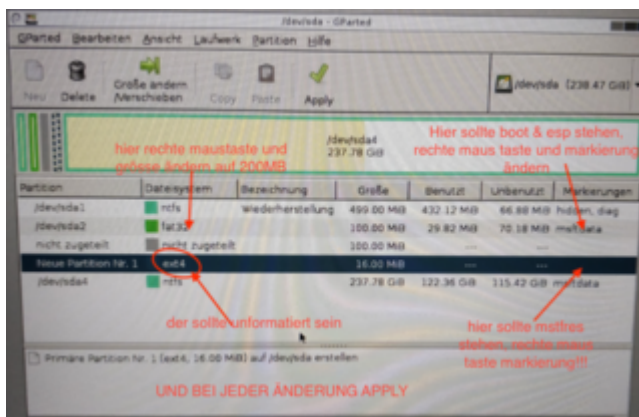 /dev/sda - GParted
GParted Bearbeiten Ansicht Laufwerk Partition Hilfe
Neu Delete Größe ändern /Verschieben Copy Paste Apply /dev/sda (238.47 GiB)
/dev/sda4
237.78 GiB
hier rechte maustaste und
grösse ändern auf 200MB
Hier sollte boot & esp stehen,
rechte maus taste und markierung
ändern
Partition Dateisystem Bezeichnung Größe Benutzt Unbenutzt Markierungen
/dev/sda1 ntfs Wiederherstellung 499.00 MiB 432.12 MiB 66.88 MiB hidden, diag
/dev/sda2 fat32 100.00 MiB 29.82 MiB 70.18 MiB msftdata
nicht zugeteilt nicht zugeteilt 100.00 MiB --- ---
Neue Partition Nr. 1 ext4 16.00 MiB --- ---
/dev/sda4 ntfs 237.78 GiB 122.36 GiB 115.42 GiB msftdata
der sollte unformatiert sein
hier sollte mstfres
stehen, rechte maus
taste markierung!!!
Primäre Partition Nr. 1 (ext4, 16.00 MiB) auf /dev/sda erstellen
UND BEI JEDER ÄNDERUNG APPLY